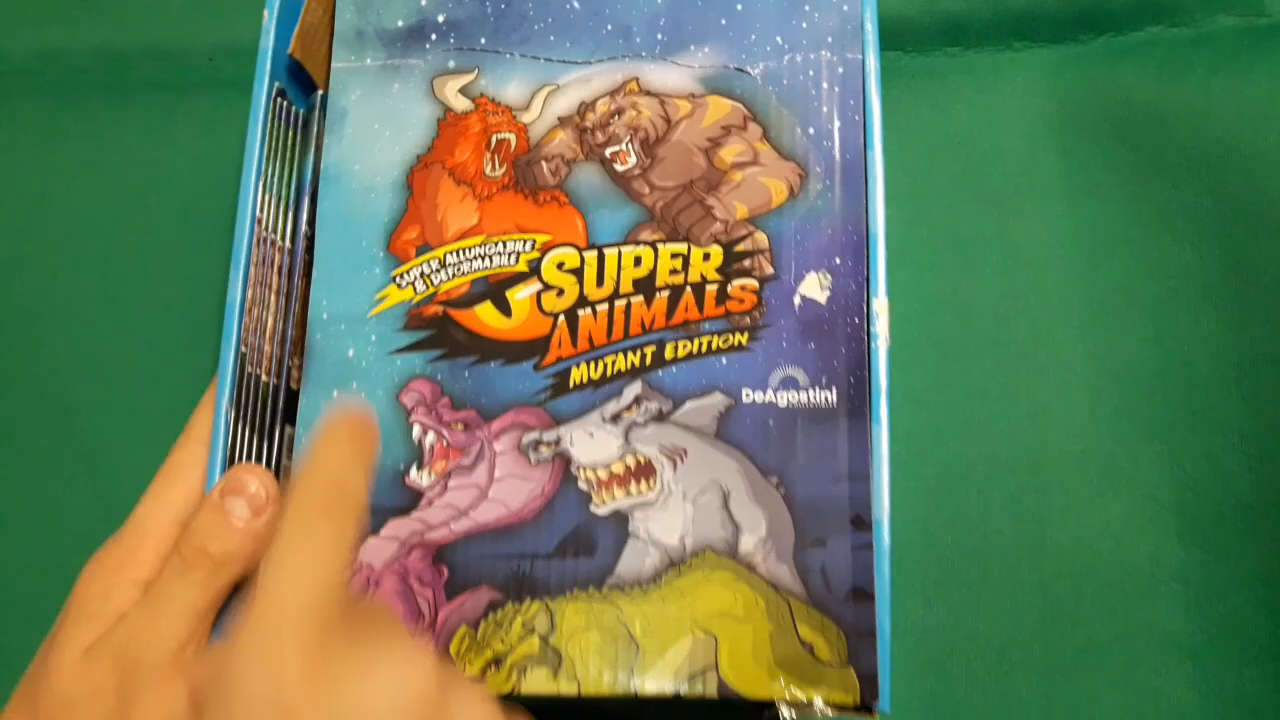 SUPER ALLUNGABILE
& DEFORMABILE
SUPER
ANIMALS
MUTANT EDITION
DeAgostini